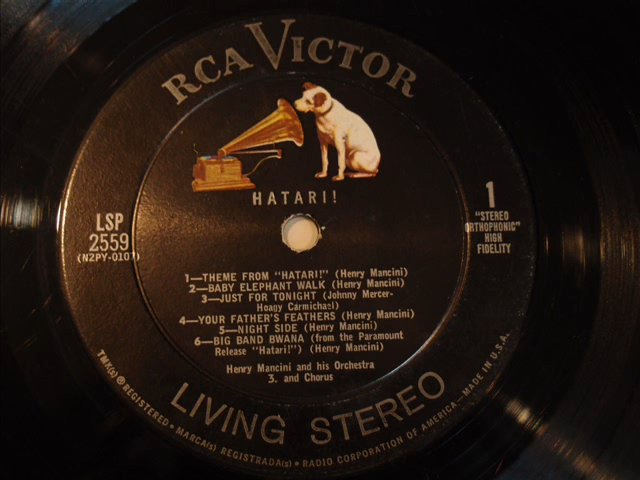 RCA VICTOR
HATARI!
LSP
2559
(N2PY-0107)
1
"STEREO
ORTHOPHONIC"
HIGH
FIDELITY
1—THEME FROM "HATARI!" (Henry Mancini)
2—BABY ELEPHANT WALK (Henry Mancini)
3—JUST FOR TONIGHT (Johnny Mercer-
Hoagy Carmichael)
4—YOUR FATHER'S FEATHERS (Henry Mancini)
5—NIGHT SIDE (Henry Mancini)
6—BIG BAND BWANA (from the Paramount
Release "Hatari!") (Henry Mancini)
Henry Mancini and his Orchestra
3. and Chorus
LIVING STEREO
TMK(s) ® REGISTERED • MARCA(s) REGISTRADA(s) • RADIO CORPORATION OF AMERICA—MADE IN U.S.A.